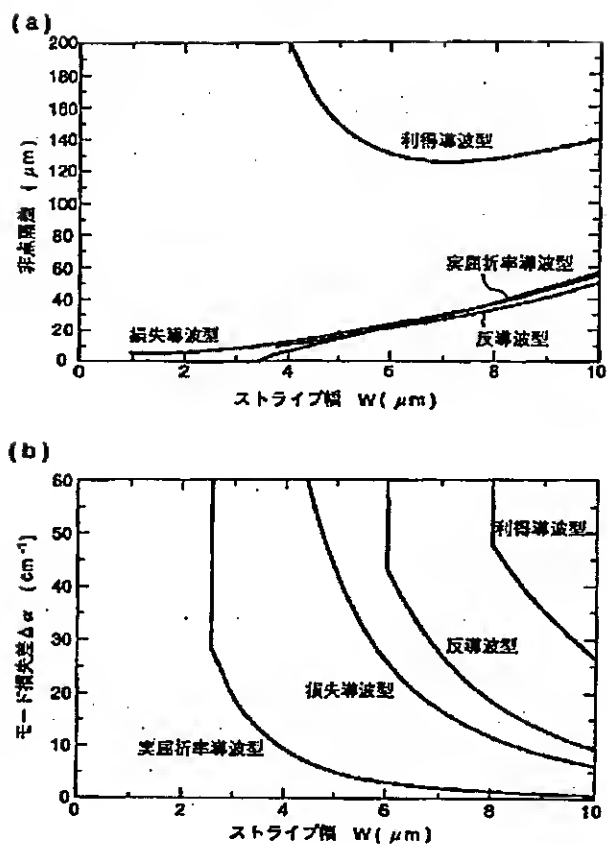 (a)
200
180
160
140
120
100
80
60
40
20
0
非点隔差 (μm)
利得導波型
実屈折率導波型
損失導波型
反導波型
0 2 4 6 8 10
ストライプ幅 W(μm)
(b)
60
50
40
30
20
10
0
モード損失差Δα (cm⁻¹)
利得導波型
反導波型
損失導波型
実屈折率導波型
0 2 4 6 8 10
ストライプ幅 W(μm)